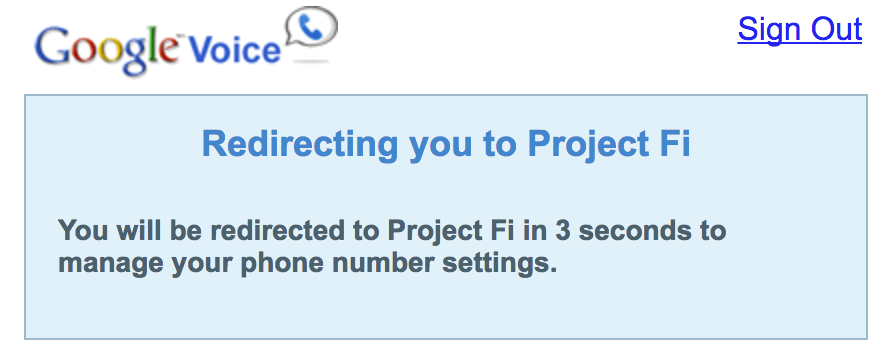 Google™ Voice
Sign Out
Redirecting you to Project Fi
You will be redirected to Project Fi in 3 seconds to
manage your phone number settings.